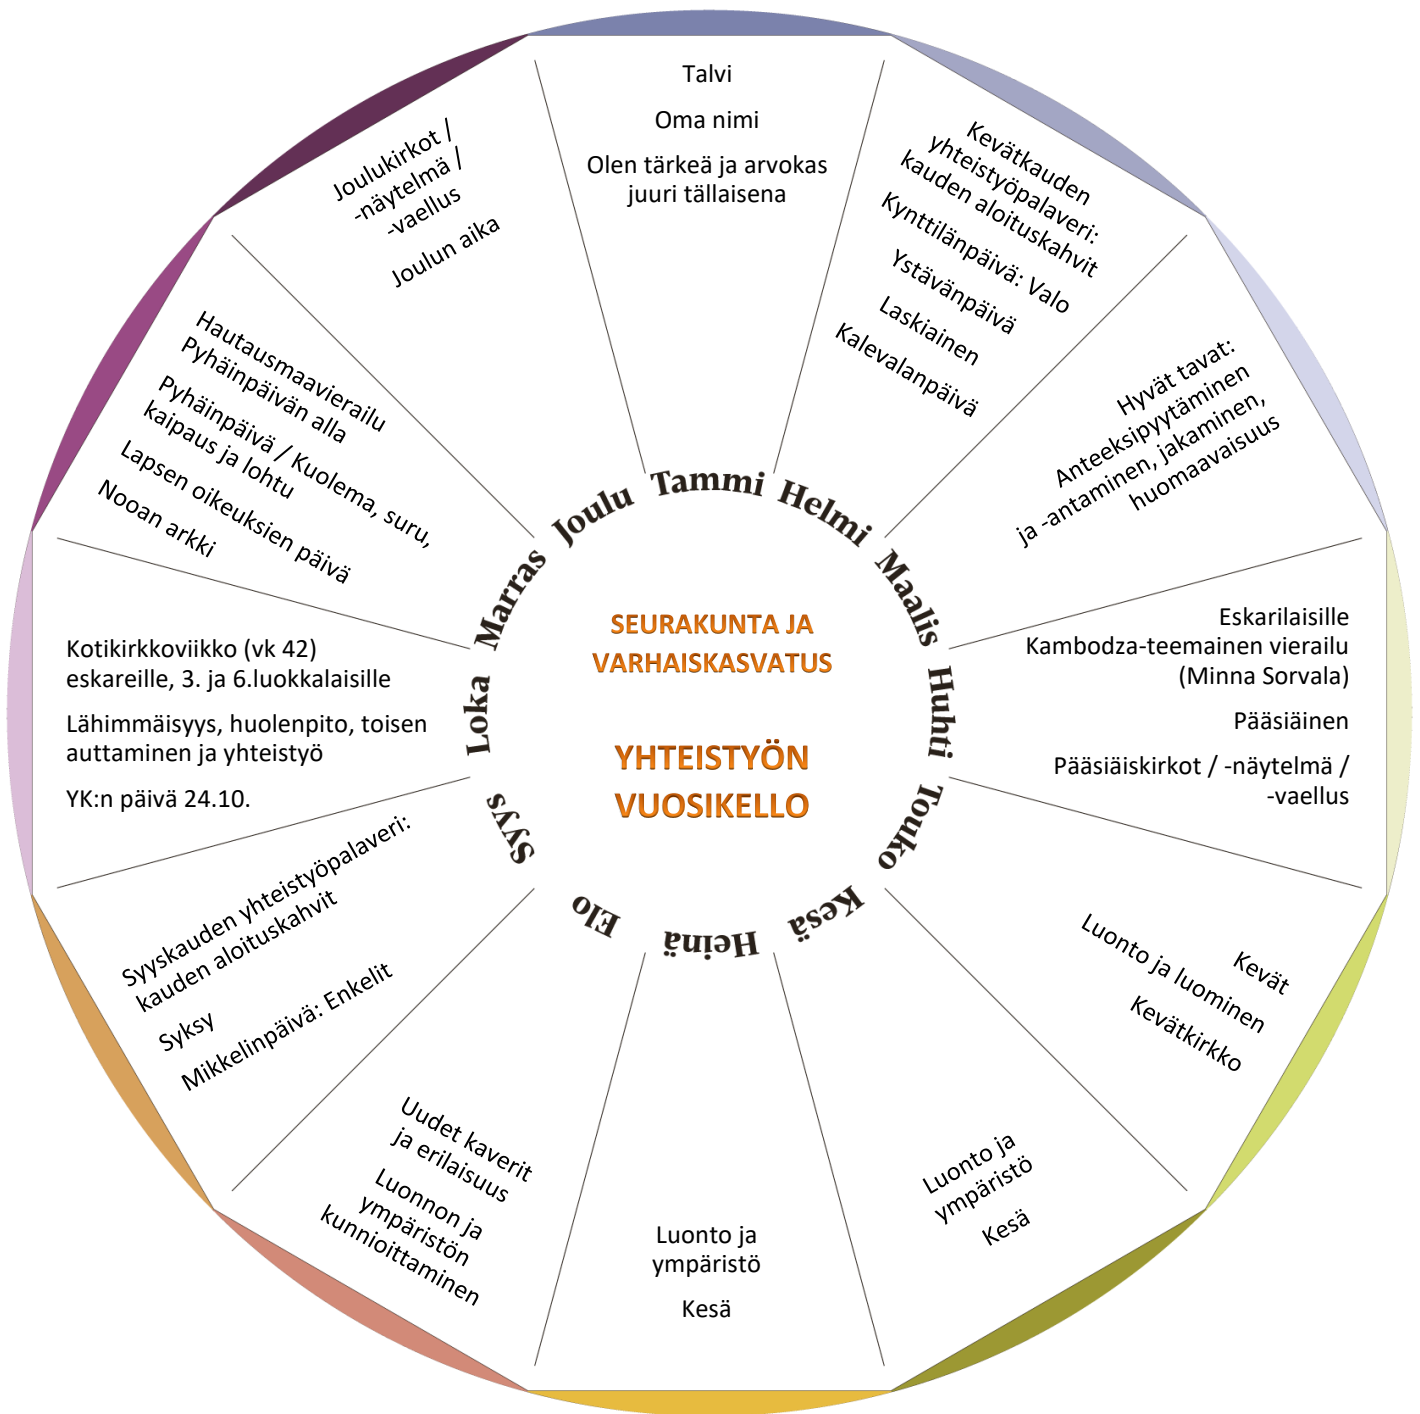 SEURAKUNTA JA
VARHAISKASVATUS
YHTEISTYÖN
VUOSIKELLO
Tammi
Talvi
Oma nimi
Olen tärkeä ja arvokas
juuri tällaisena
Helmi
Kevätkauden
yhteistyöpalaveri:
kauden aloituskahvit
Kynttilänpäivä: Valo
Ystävänpäivä
Laskiainen
Kalevalanpäivä
Maalis
Hyvät tavat:
Anteeksipyytäminen
ja -antaminen, jakaminen,
huomaavaisuus
Huhti
Eskarilaisille
Kambodza-teemainen vierailu
(Minna Sorvala)
Pääsiäinen
Pääsiäiskirkot / -näytelmä /
-vaellus
Touko
Kevät
Luonto ja luominen
Kevätkirkko
Kesä
Luonto ja
ympäristö
Kesä
Heinä
Luonto ja
ympäristö
Kesä
Elo
Uudet kaverit
ja erilaisuus
Luonnon ja
ympäristön
kunnioittaminen
Syys
Syyskauden yhteistyöpalaveri:
kauden aloituskahvit
Syksy
Mikkelinpäivä: Enkelit
Loka
Kotikirkkoviikko (vk 42)
eskareille, 3. ja 6.luokkalaisille
Lähimmäisyys, huolenpito, toisen
auttaminen ja yhteistyö
YK:n päivä 24.10.
Marras
Hautausmaavierailu
Pyhäinpäivän alla
Pyhäinpäivä / Kuolema, suru,
kaipaus ja lohtu
Lapsen oikeuksien päivä
Nooan arkki
Joulu
Joulukirkot /
-näytelmä /
-vaellus
Joulun aika